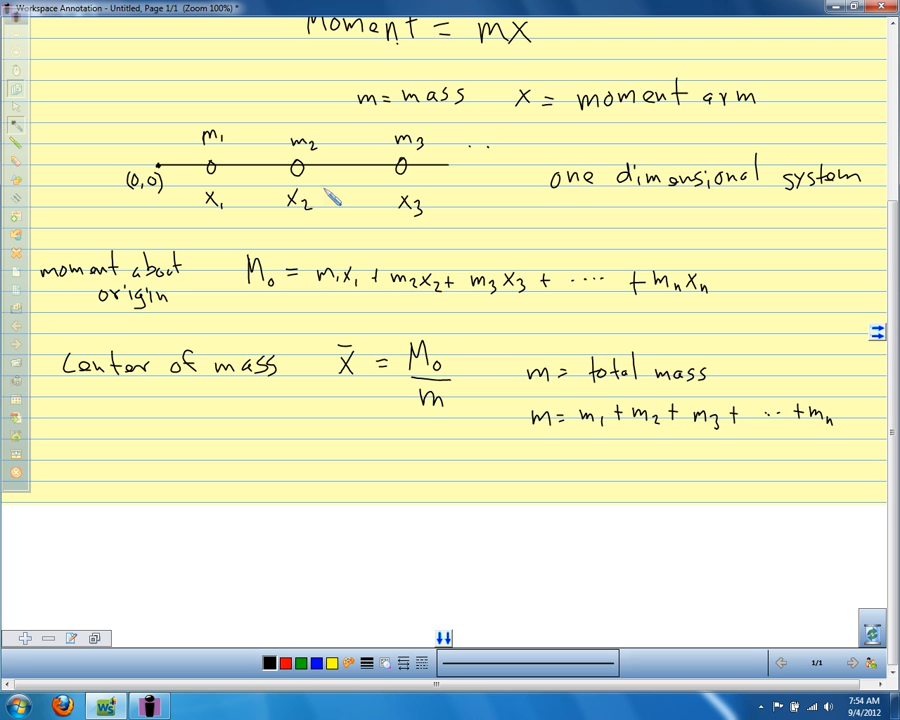 Workspace Annotation - Untitled, Page 1/1 (Zoom 100%) *
Moment = mx
m = mass x = moment arm
m₁ m₂ m₃ ..
(0,0)
x₁ x₂ x₃
one dimensional system
moment about origin
M₀ = m₁x₁ + m₂x₂ + m₃x₃ + ···· + mₙxₙ
Center of mass x̄ = M₀/m
m = total mass
m = m₁ + m₂ + m₃ + ··· + mₙ
1/1
7:54 AM
9/4/2012